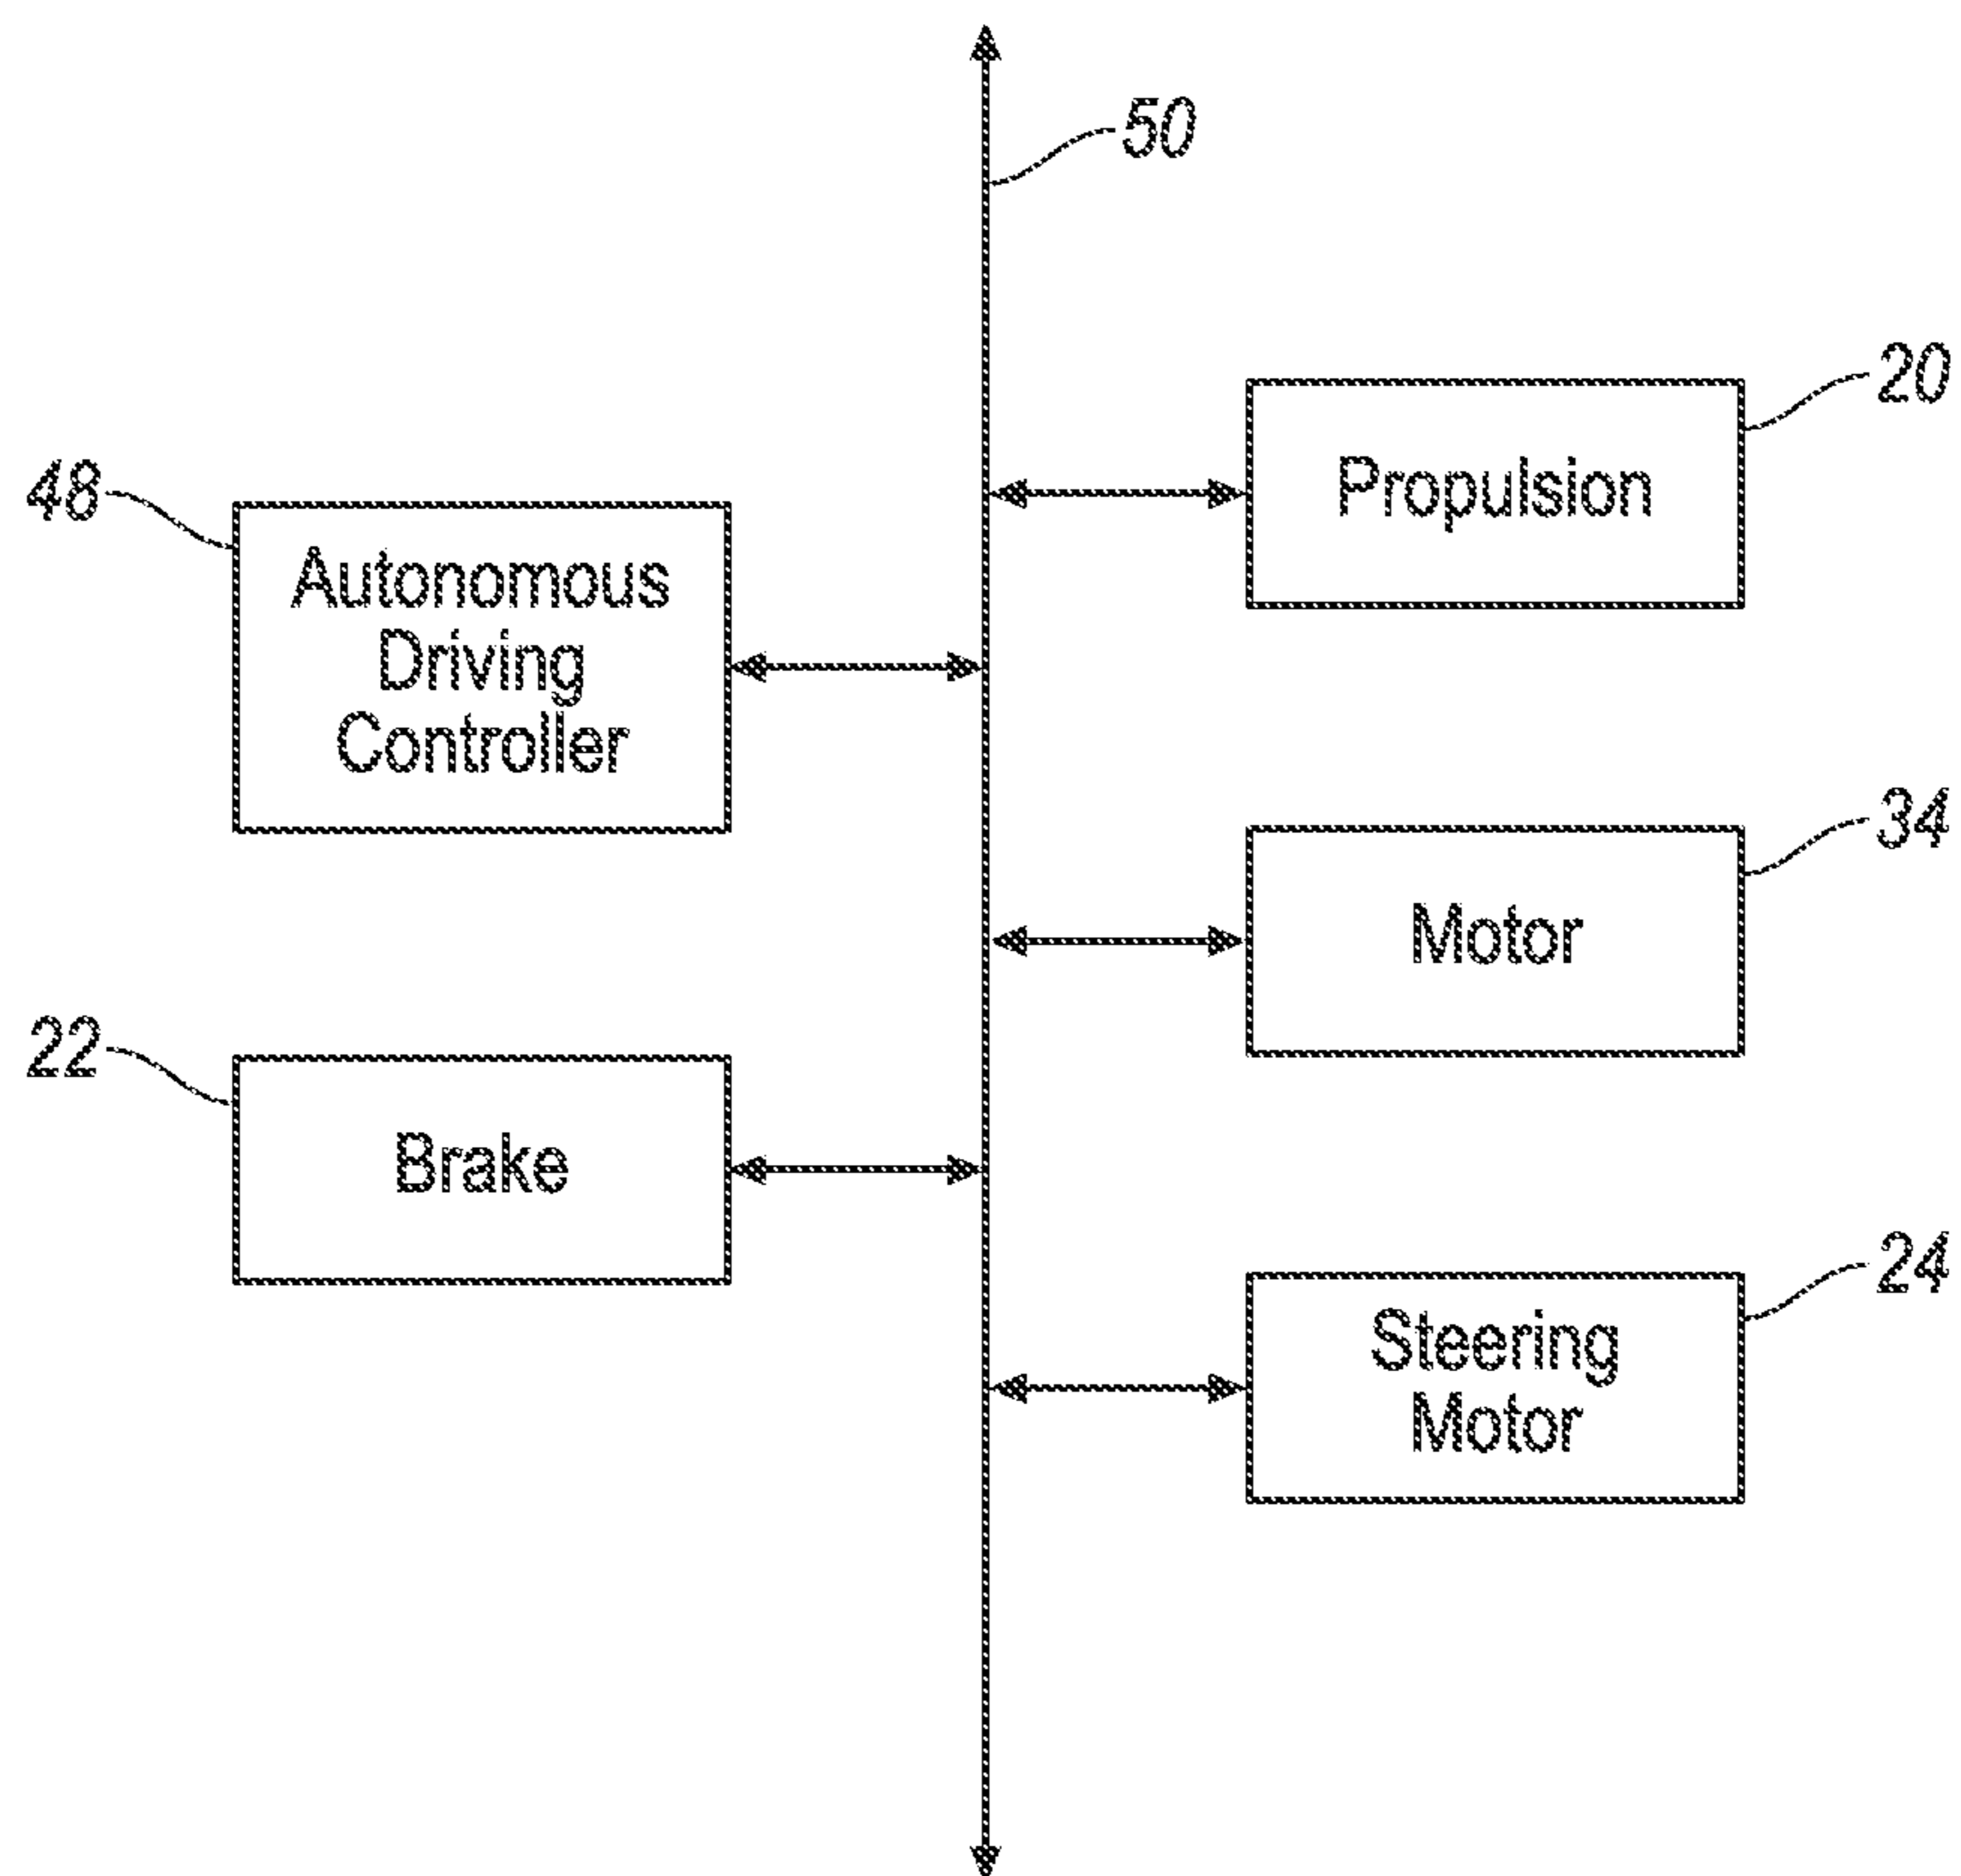 50
20
Propulsion
48
Autonomous
Driving
Controller
34
Motor
22
Brake
24
Steering
Motor